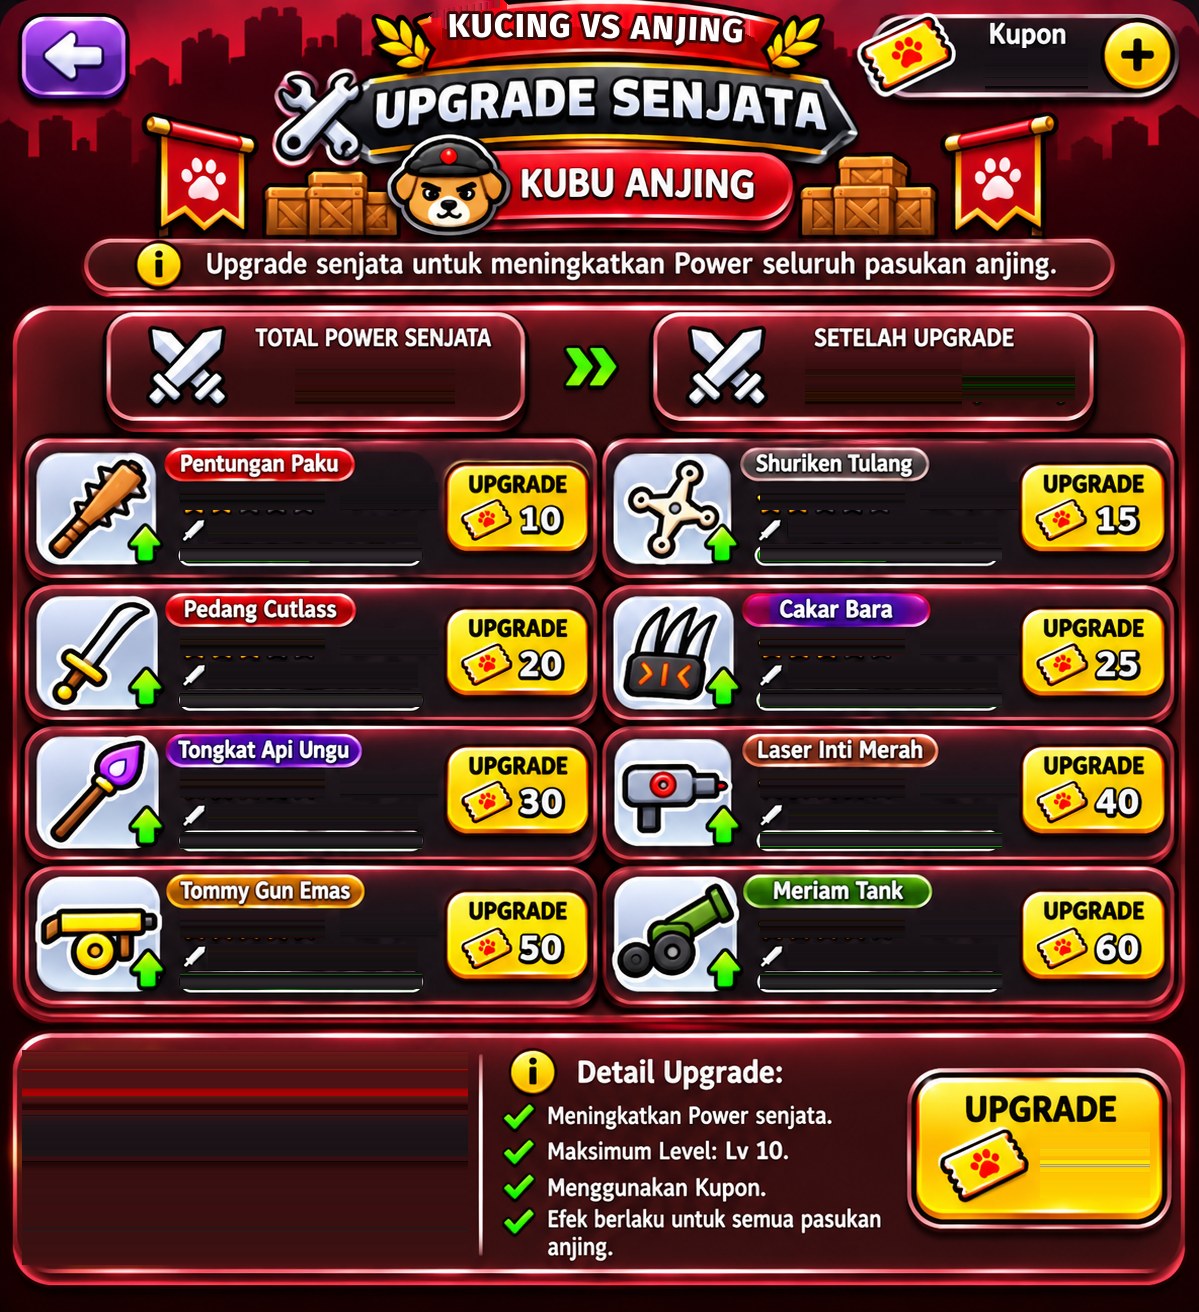 KUCING VS ANJING
Kupon
UPGRADE SENJATA
KUBU ANJING
Upgrade senjata untuk meningkatkan Power seluruh pasukan anjing.
TOTAL POWER SENJATA
SETELAH UPGRADE
Pentungan Paku
UPGRADE
10
Shuriken Tulang
UPGRADE
15
Pedang Cutlass
UPGRADE
20
Cakar Bara
UPGRADE
25
Tongkat Api Ungu
UPGRADE
30
Laser Inti Merah
UPGRADE
40
Tommy Gun Emas
UPGRADE
50
Meriam Tank
UPGRADE
60
Detail Upgrade:
Meningkatkan Power senjata.
Maksimum Level: Lv 10.
Menggunakan Kupon.
Efek berlaku untuk semua pasukan
anjing.
UPGRADE